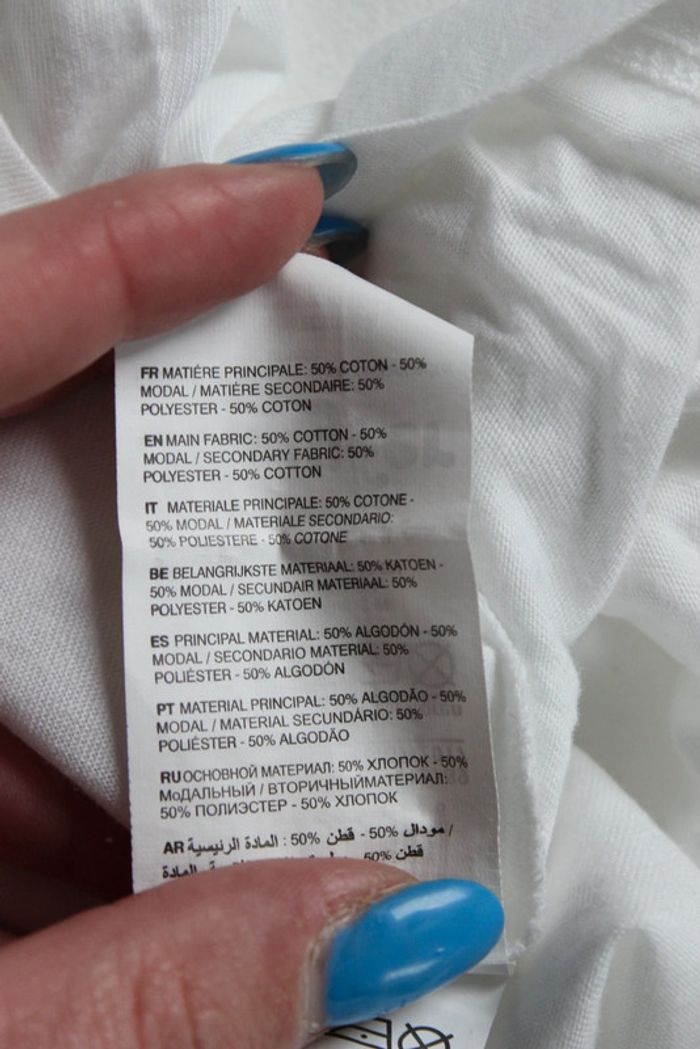 FR MATIÉRE PRINCIPALE: 50% COTON - 50%
MODAL / MATIÈRE SECONDAIRE: 50%
POLYESTER - 50% COTON
EN MAIN FABRIC: 50% COTTON - 50%
MODAL / SECONDARY FABRIC: 50%
POLYESTER - 50% COTTON
IT MATERIALE PRINCIPALE: 50% COTONE -
50% MODAL / MATERIALE SECONDARIO:
50% POLIESTERE - 50% COTONE
BE BELANGRIJKSTE MATERIAAL: 50% KATOEN -
50% MODAL / SECUNDAIR MATERIAAL: 50%
POLYESTER - 50% KATOEN
ES PRINCIPAL MATERIAL: 50% ALGODÓN - 50%
MODAL / SECONDARIO MATERIAL: 50%
POLIÉSTER - 50% ALGODÓN
PT MATERIAL PRINCIPAL: 50% ALGODÃO - 50%
MODAL / MATERIAL SECUNDÁRIO: 50%
POLIÉSTER - 50% ALGODÃO
RU ОСНОВНОЙ МАТЕРИАЛ: 50% ХЛОПОК - 50%
МоДАЛЬНЫЙ / ВТОРИЧНЫЙМАТЕРИАЛ:
50% ПОЛИЭСТЕР - 50% ХЛОПОК
AR المادة الرئيسية : 50% قطن - 50% مودال /
المادة 50% قطن